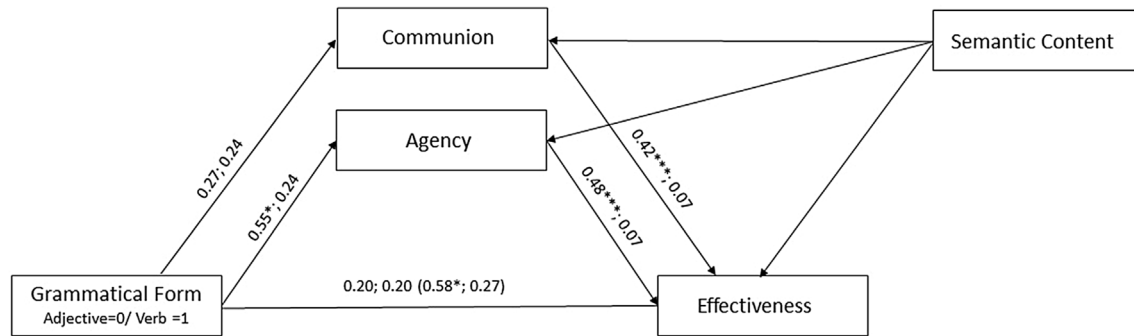 Communion
Semantic Content
Agency
0.27; 0.24
0.55*; 0.24
0.42***; 0.07
0.48***; 0.07
Grammatical Form
Adjective=0/ Verb =1
0.20; 0.20 (0.58*; 0.27)
Effectiveness